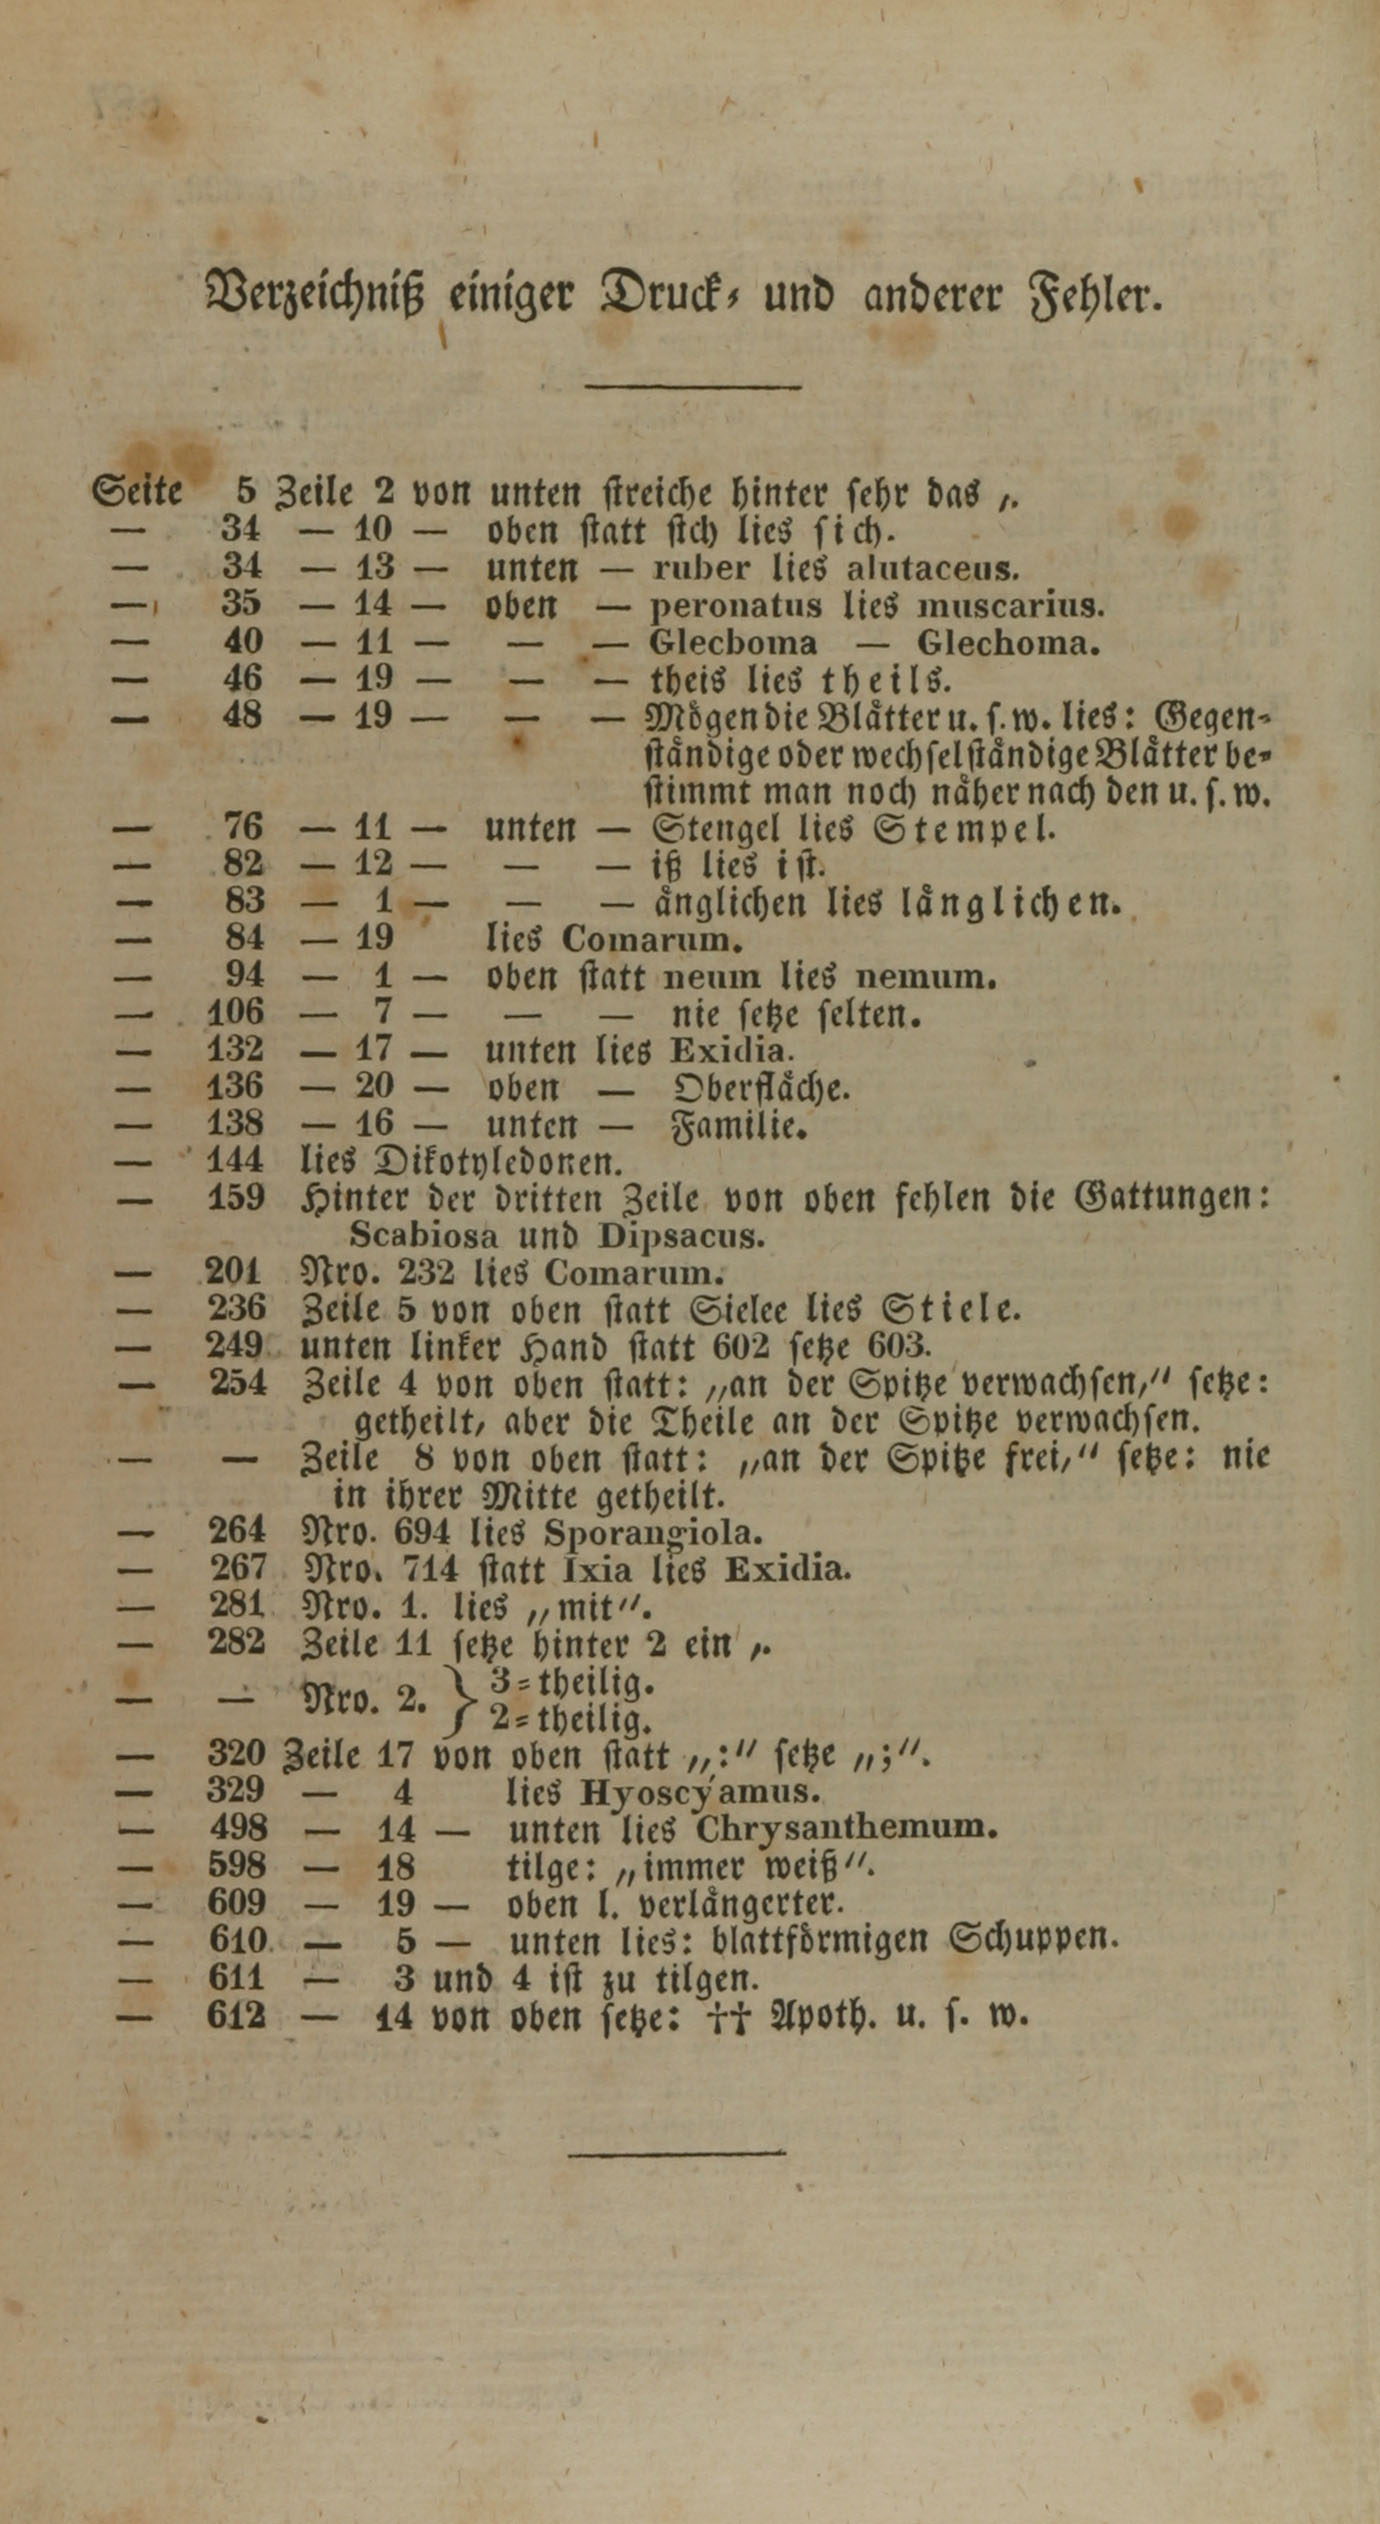 Verzeichniß einiger Druck- und anderer Fehler.
Seite 5 Zeile 2 von unten streiche hinter sehr das ,.
— 34 — 10 — oben statt stch lies sich.
— 34 — 13 — unten — ruber lies alutaceus.
— 35 — 14 — oben — peronatus lies muscarius.
— 40 — 11 — — — Glecboma — Glechoma.
— 46 — 19 — — — theis lies theils.
— 48 — 19 — — — Mögen die Blätter u. s. w. lies: Gegen-
ständige oder wechselständige Blätter be-
stimmt man noch näher nach den u. s. w.
— 76 — 11 — unten — Stengel lies Stempel.
— 82 — 12 — — — iß lies ist.
— 83 — 1 — — — änglichen lies länglichen.
— 84 — 19 lies Comarum.
— 94 — 1 — oben statt neum lies nemum.
— 106 — 7 — — — nie setze selten.
— 132 — 17 — unten lies Exidia.
— 136 — 20 — oben — Oberfläche.
— 138 — 16 — unten — Familie.
— 144 lies Dikotyledonen.
— 159 Hinter der dritten Zeile von oben fehlen die Gattungen:
Scabiosa und Dipsacus.
— 201 Nro. 232 lies Comarum.
— 236 Zeile 5 von oben statt Sielee lies Stiele.
— 249 unten linker Hand statt 602 setze 603.
— 254 Zeile 4 von oben statt: „an der Spitze verwachsen,“ setze:
getheilt, aber die Theile an der Spitze verwachsen.
— — Zeile 8 von oben statt: „an der Spitze frei,“ setze: nie
in ihrer Mitte getheilt.
— 264 Nro. 694 lies Sporangiola.
— 267 Nro. 714 statt Ixia lies Exidia.
— 281 Nro. 1. lies „mit“.
— 282 Zeile 11 setze hinter 2 ein ,.
— — Nro. 2. } 3-theilig.
2-theilig.
— 320 Zeile 17 von oben statt „:“ setze „;“.
— 329 — 4 lies Hyoscyamus.
— 498 — 14 — unten lies Chrysanthemum.
— 598 — 18 tilge: „immer weiß“.
— 609 — 19 — oben l. verlängerter.
— 610 — 5 — unten lies: blattförmigen Schuppen.
— 611 — 3 und 4 ist zu tilgen.
— 612 — 14 von oben setze: †† Apoth. u. s. w.